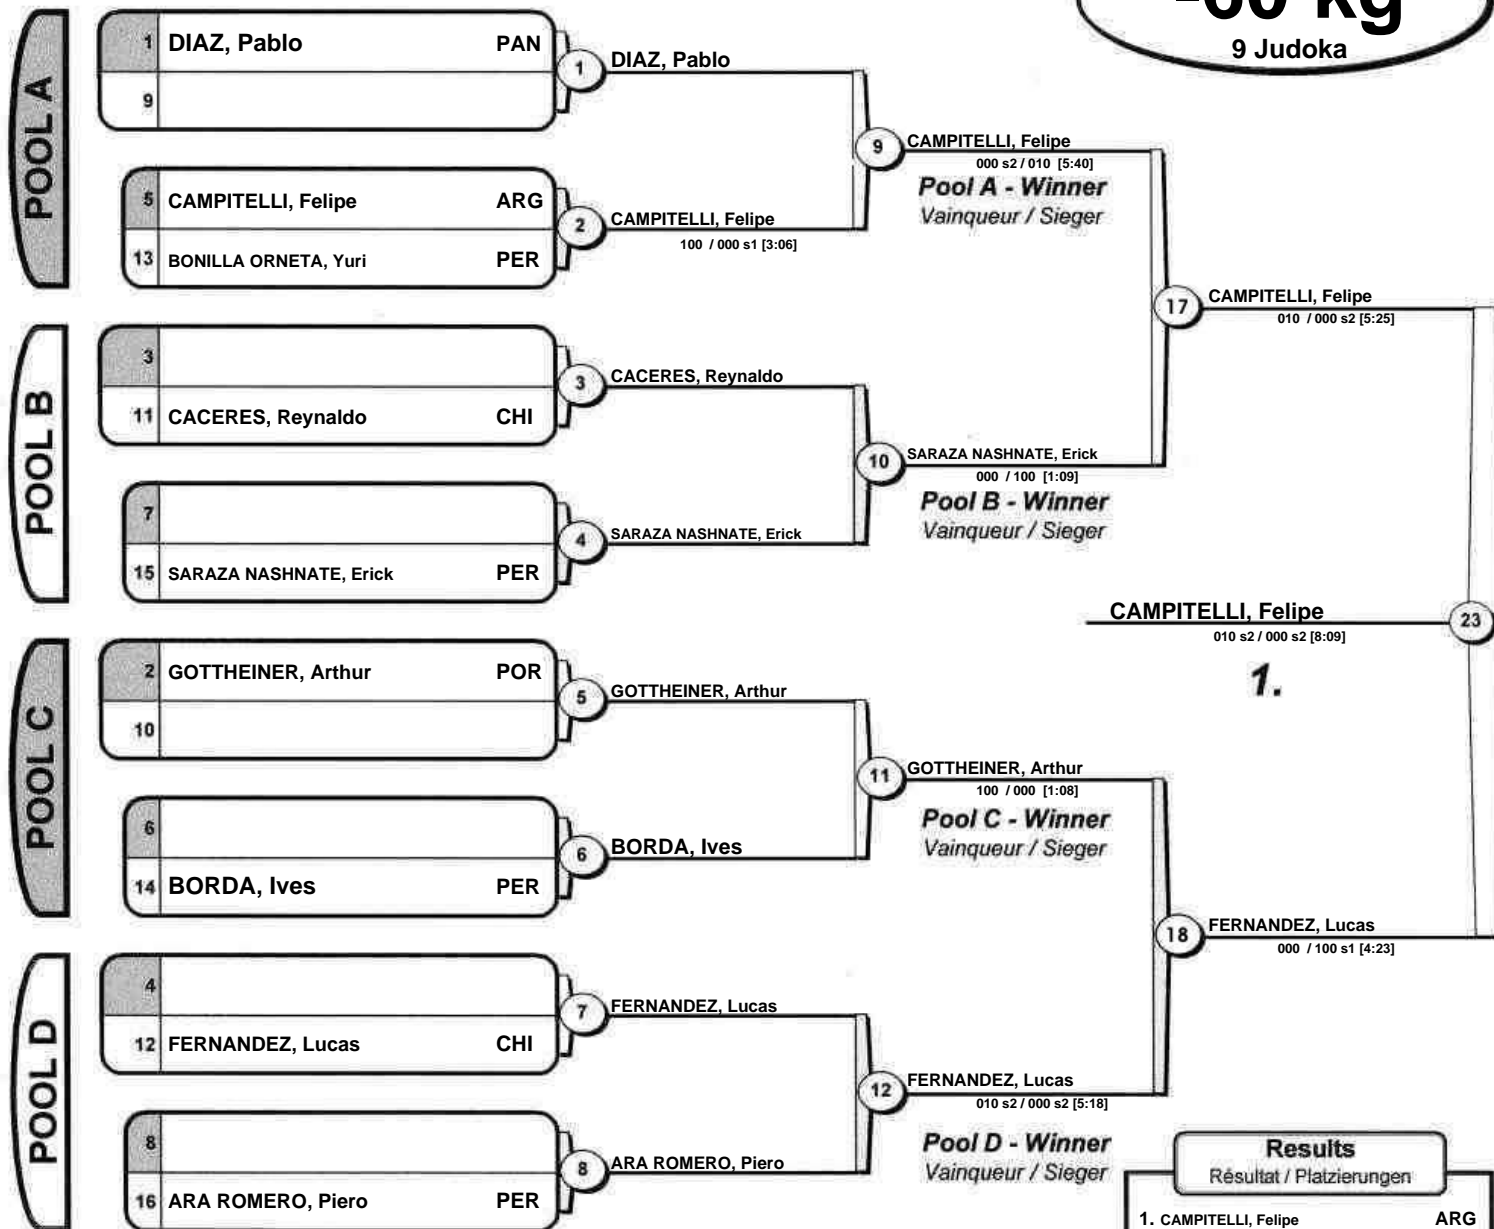 -60 kg
9 Judoka
POOL A
1 DIAZ, Pablo PAN
9
1
DIAZ, Pablo
5 CAMPITELLI, Felipe ARG
13 BONILLA ORNETA, Yuri PER
2
CAMPITELLI, Felipe
100 / 000 s1 [3:06]
9
CAMPITELLI, Felipe
000 s2 / 010 [5:40]
Pool A - Winner
Vainqueur / Sieger
POOL B
3
11 CACERES, Reynaldo CHI
3
CACERES, Reynaldo
7
15 SARAZA NASHNATE, Erick PER
4
SARAZA NASHNATE, Erick
10
SARAZA NASHNATE, Erick
000 / 100 [1:09]
Pool B - Winner
Vainqueur / Sieger
17
CAMPITELLI, Felipe
010 / 000 s2 [5:25]
CAMPITELLI, Felipe
010 s2 / 000 s2 [8:09]
1.
23
POOL C
2 GOTTHEINER, Arthur POR
10
5
GOTTHEINER, Arthur
6
14 BORDA, Ives PER
6
BORDA, Ives
11
GOTTHEINER, Arthur
100 / 000 [1:08]
Pool C - Winner
Vainqueur / Sieger
18
FERNANDEZ, Lucas
000 / 100 s1 [4:23]
POOL D
4
12 FERNANDEZ, Lucas CHI
7
FERNANDEZ, Lucas
8
16 ARA ROMERO, Piero PER
8
ARA ROMERO, Piero
12
FERNANDEZ, Lucas
010 s2 / 000 s2 [5:18]
Pool D - Winner
Vainqueur / Sieger
Results
Résultat / Platzierungen
1. CAMPITELLI, Felipe ARG